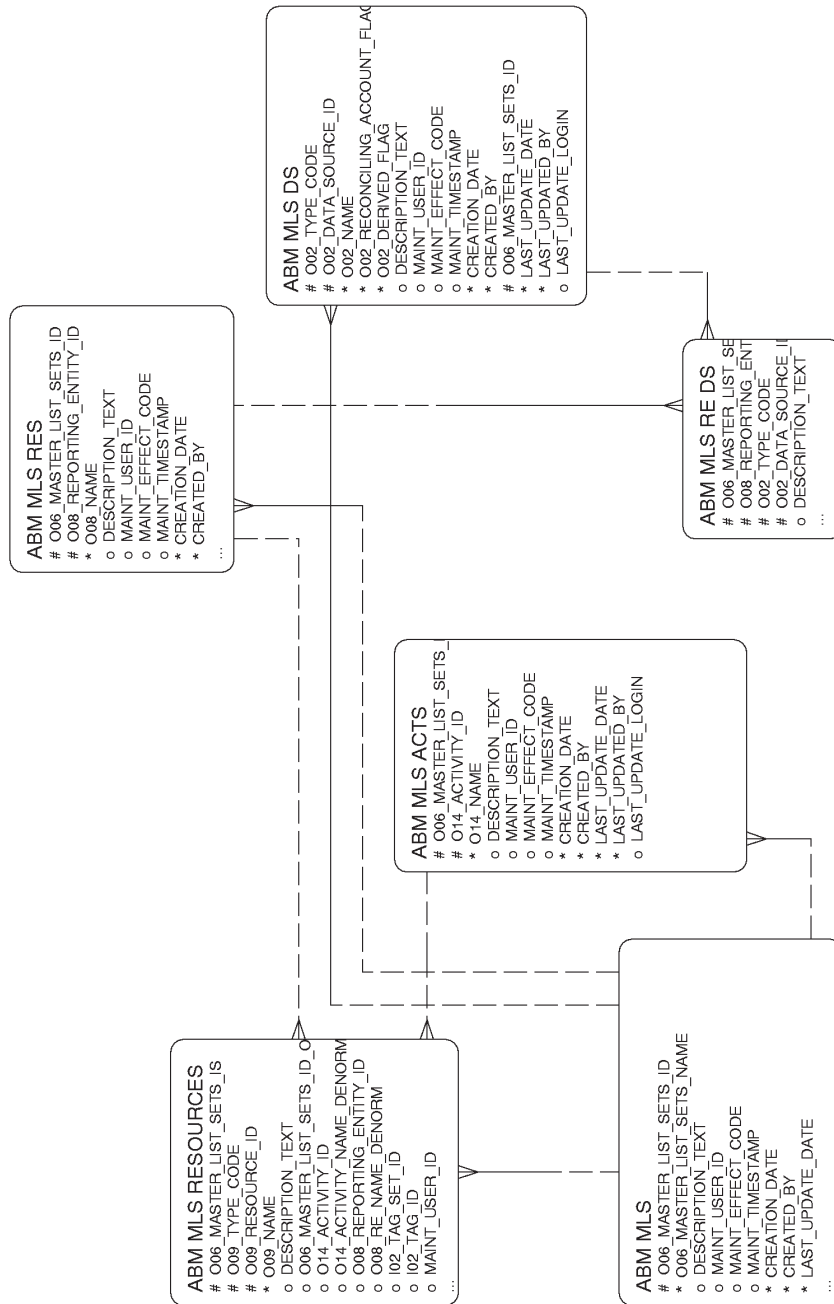 ABM MLS RESOURCES
# O06_MASTER_LIST_SETS_IS
# O09_TYPE_CODE
# O09_RESOURCE_ID
* O09_NAME
o DESCRIPTION_TEXT
o O06_MASTER_LIST_SETS_ID_O
o O14_ACTIVITY_ID
o O14_ACTIVITY_NAME_DENORM
o O08_REPORTING_ENTITY_ID
o O08_RE_NAME_DENORM
o I02_TAG_SET_ID
o I02_TAG_ID
o MAINT_USER_ID
...
ABM MLS
# O06_MASTER_LIST_SETS_ID
* O06_MASTER_LIST_SETS_NAME
o DESCRIPTION_TEXT
o MAINT_USER_ID
o MAINT_EFFECT_CODE
o MAINT_TIMESTAMP
* CREATION_DATE
* CREATED_BY
* LAST_UPDATE_DATE
...
ABM MLS ACTS
# O06_MASTER_LIST_SETS_
# O14_ACTIVITY_ID
* O14_NAME
o DESCRIPTION_TEXT
o MAINT_USER_ID
o MAINT_EFFECT_CODE
o MAINT_TIMESTAMP
* CREATION_DATE
* CREATED_BY
* LAST_UPDATE_DATE
* LAST_UPDATED_BY
o LAST_UPDATE_LOGIN
ABM MLS RES
# O06_MASTER_LIST_SETS_ID
# O08_REPORTING_ENTITY_ID
* O08_NAME
o DESCRIPTION_TEXT
o MAINT_USER_ID
o MAINT_EFFECT_CODE
o MAINT_TIMESTAMP
* CREATION_DATE
* CREATED_BY
...
ABM MLS RE DS
# O06_MASTER_LIST_SE
# O08_REPORTING_ENT
# O02_TYPE_CODE
# O02_DATA_SOURCE_I
o DESCRIPTION_TEXT
...
ABM MLS DS
# O02_TYPE_CODE
# O02_DATA_SOURCE_ID
* O02_NAME
* O02_RECONCILING_ACCOUNT_FLAG
* O02_DERIVED_FLAG
o DESCRIPTION_TEXT
o MAINT_USER_ID
o MAINT_EFFECT_CODE
o MAINT_TIMESTAMP
* CREATION_DATE
* CREATED_BY
# O06_MASTER_LIST_SETS_ID
* LAST_UPDATE_DATE
* LAST_UPDATED_BY
o LAST_UPDATE_LOGIN